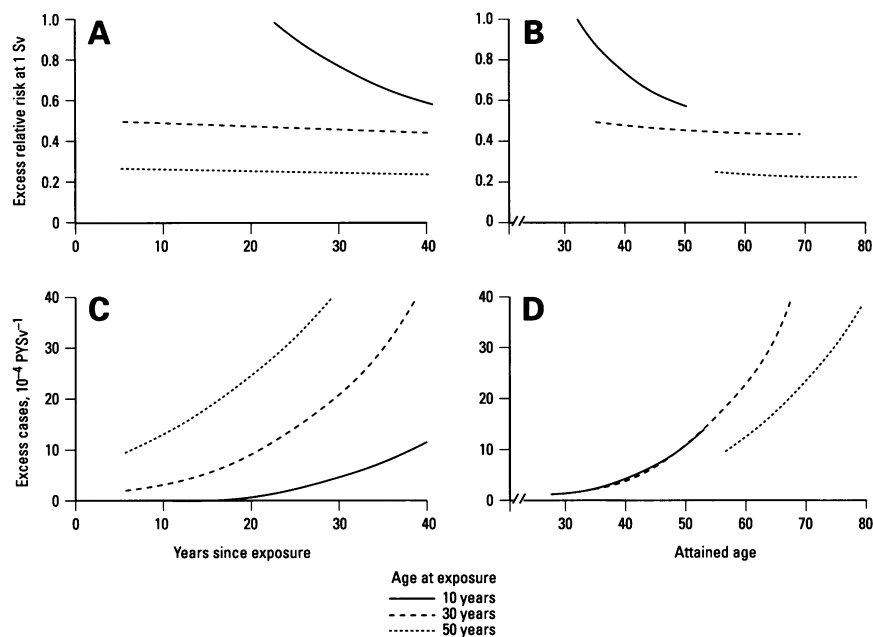 A
B
Excess relative risk at 1 Sv
1.0
0.8
0.6
0.4
0.2
0
0 10 20 30 40
1.0
0.8
0.6
0.4
0.2
0
30 40 50 60 70 80
C
D
Excess cases, 10⁻⁴ PYSv⁻¹
40
30
20
10
0
0 10 20 30 40
Years since exposure
40
30
20
10
0
30 40 50 60 70 80
Attained age
Age at exposure
10 years
30 years
50 years